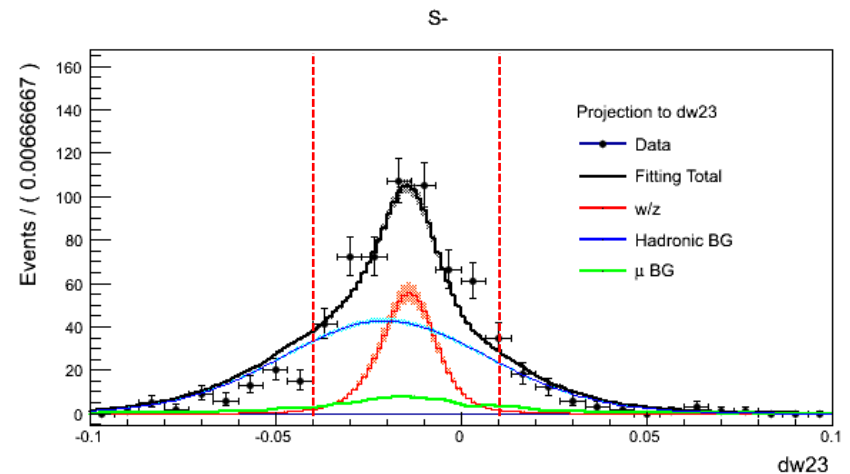 S-
Events / ( 0.00666667 )
160
140
120
100
80
60
40
20
0
Projection to dw23
Data
Fitting Total
w/z
Hadronic BG
μ BG
-0.1
-0.05
0
0.05
0.1
dw23